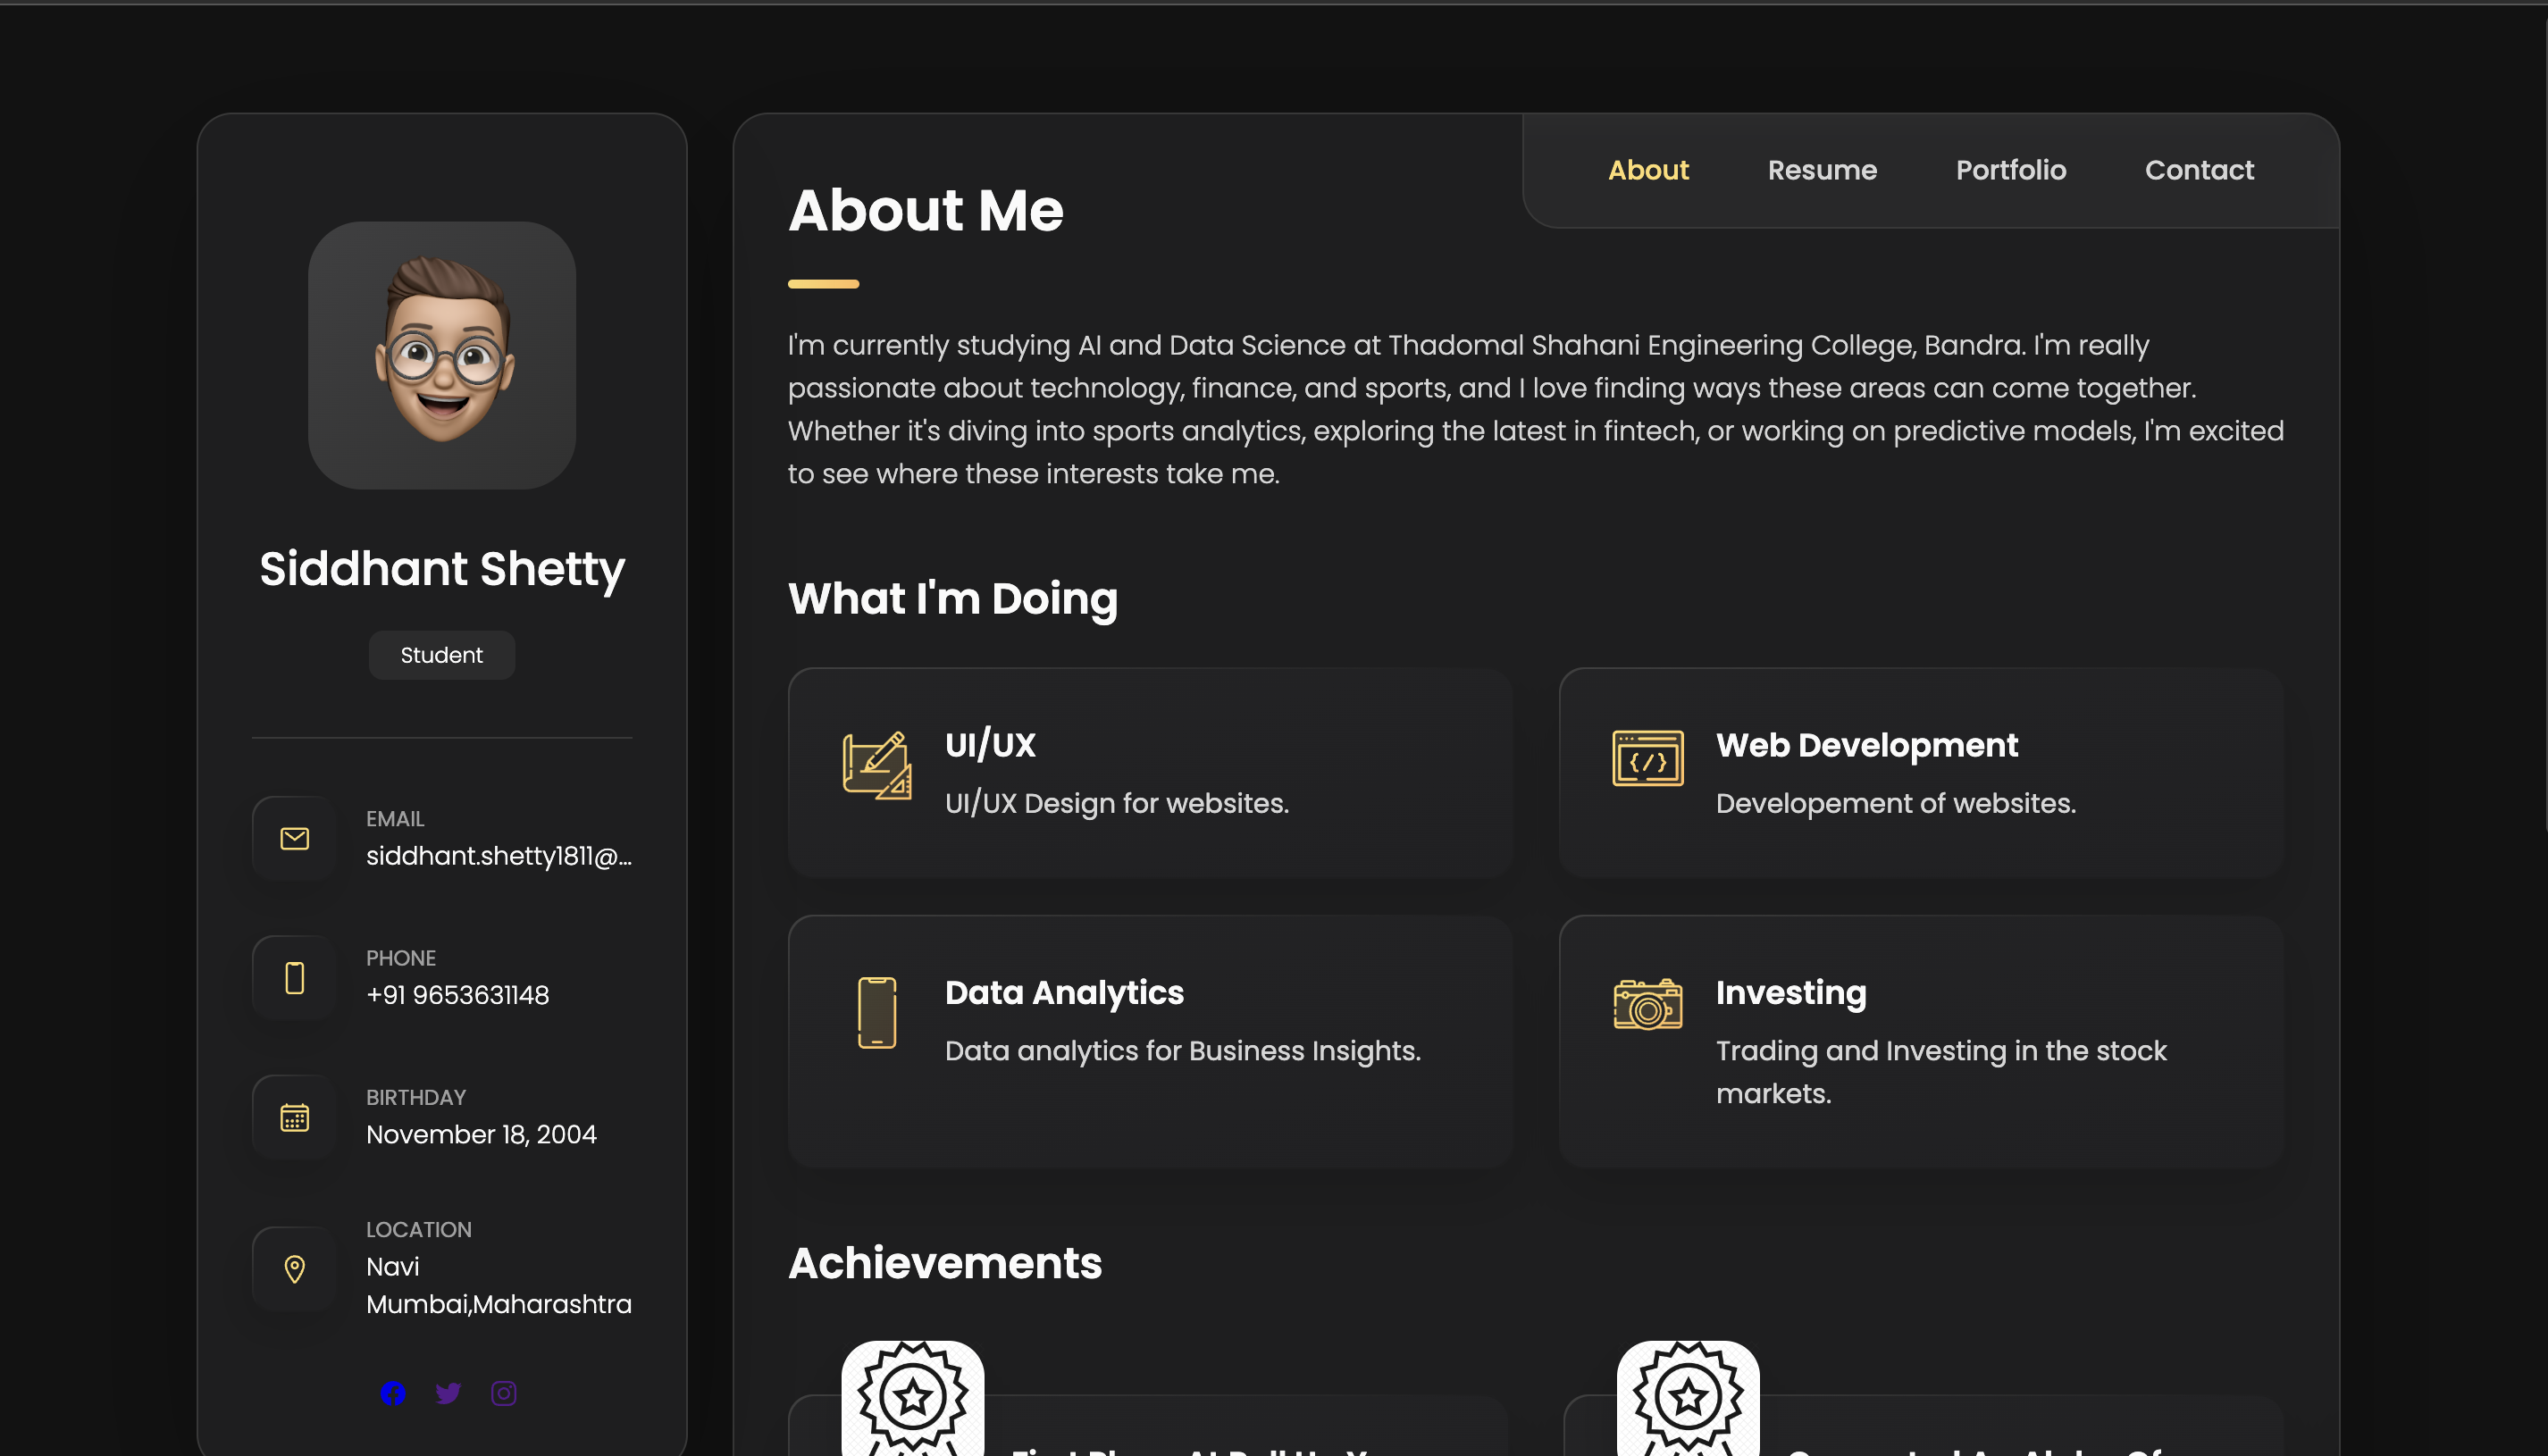 Siddhant Shetty
Student
EMAIL
siddhant.shetty1811@...
PHONE
+91 9653631148
BIRTHDAY
November 18, 2004
LOCATION
Navi
Mumbai,Maharashtra
About
Resume
Portfolio
Contact
About Me
I'm currently studying AI and Data Science at Thadomal Shahani Engineering College, Bandra. I'm really
passionate about technology, finance, and sports, and I love finding ways these areas can come together.
Whether it's diving into sports analytics, exploring the latest in fintech, or working on predictive models, I'm excited
to see where these interests take me.
What I'm Doing
UI/UX
UI/UX Design for websites.
Web Development
Developement of websites.
Data Analytics
Data analytics for Business Insights.
Investing
Trading and Investing in the stock
markets.
Achievements